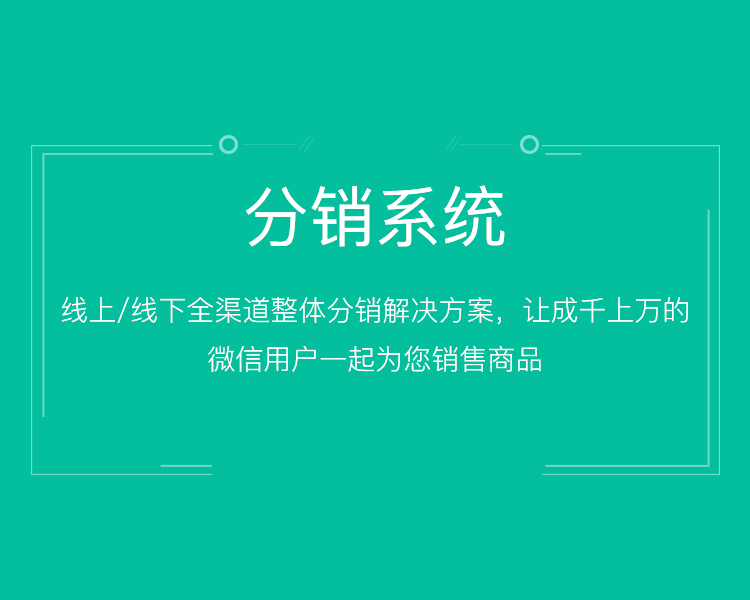 分销系统
线上/线下全渠道整体分销解决方案，让成千上万的
微信用户一起为您销售商品